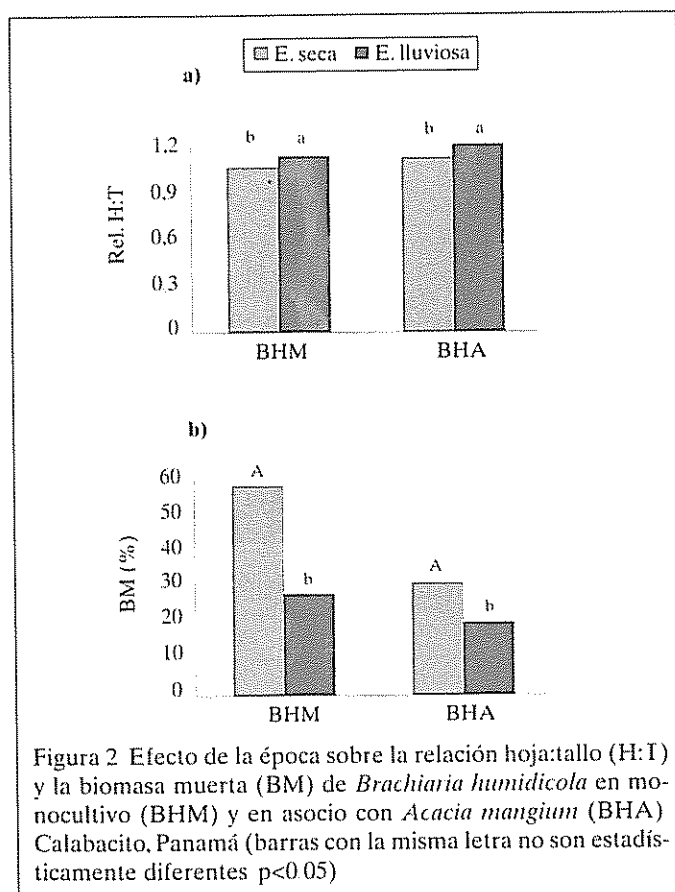 E. seca E. lluviosa
a)
b a b a
1.2
0.9
0.6
0.3
0
Rel. H:T
BHM BHA
b)
A b A b
60
50
40
30
20
10
0
BM (%)
BHM BHA
Figura 2 Efecto de la época sobre la relación hoja:tallo (H:T)
y la biomasa muerta (BM) de Brachiaria humidicola en mo-
nocultivo (BHM) y en asocio con Acacia mangium (BHA)
Calabacito, Panamá (barras con la misma letra no son estadís-
ticamente diferentes p<0 05)